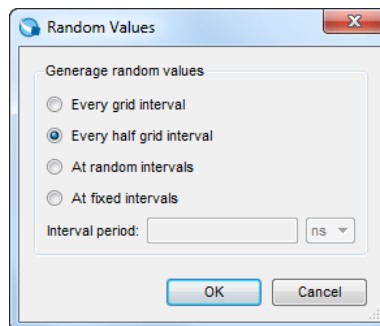 Random Values
Generage random values
Every grid interval
Every half grid interval
At random intervals
At fixed intervals
Interval period: ns
OK Cancel